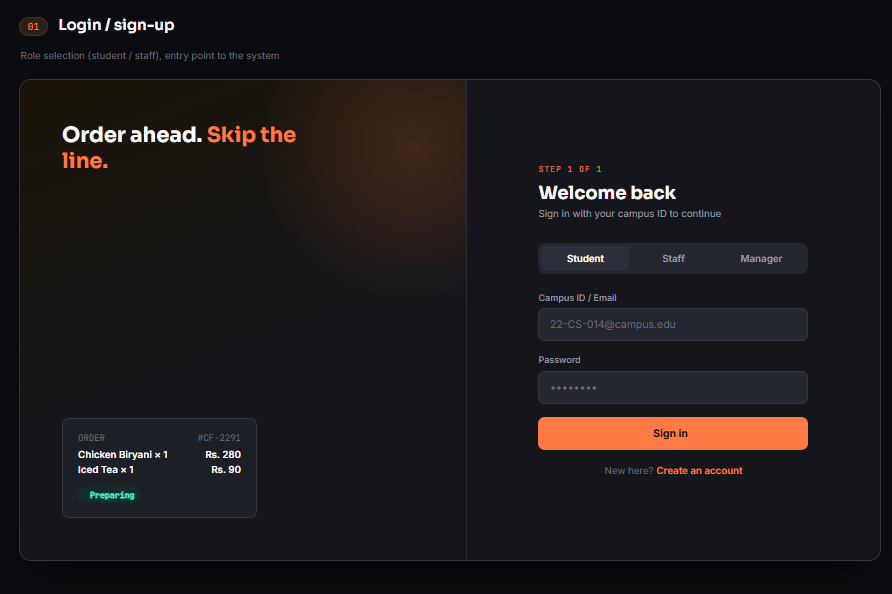 01 Login / sign-up
Role selection (student / staff), entry point to the system
Order ahead. Skip the
line.
ORDER #CF-2291
Chicken Biryani × 1 Rs. 280
Iced Tea × 1 Rs. 90
Preparing
STEP 1 OF 1
Welcome back
Sign in with your campus ID to continue
Student Staff Manager
Campus ID / Email
22-CS-014@campus.edu
Password
••••••••
Sign in
New here? Create an account